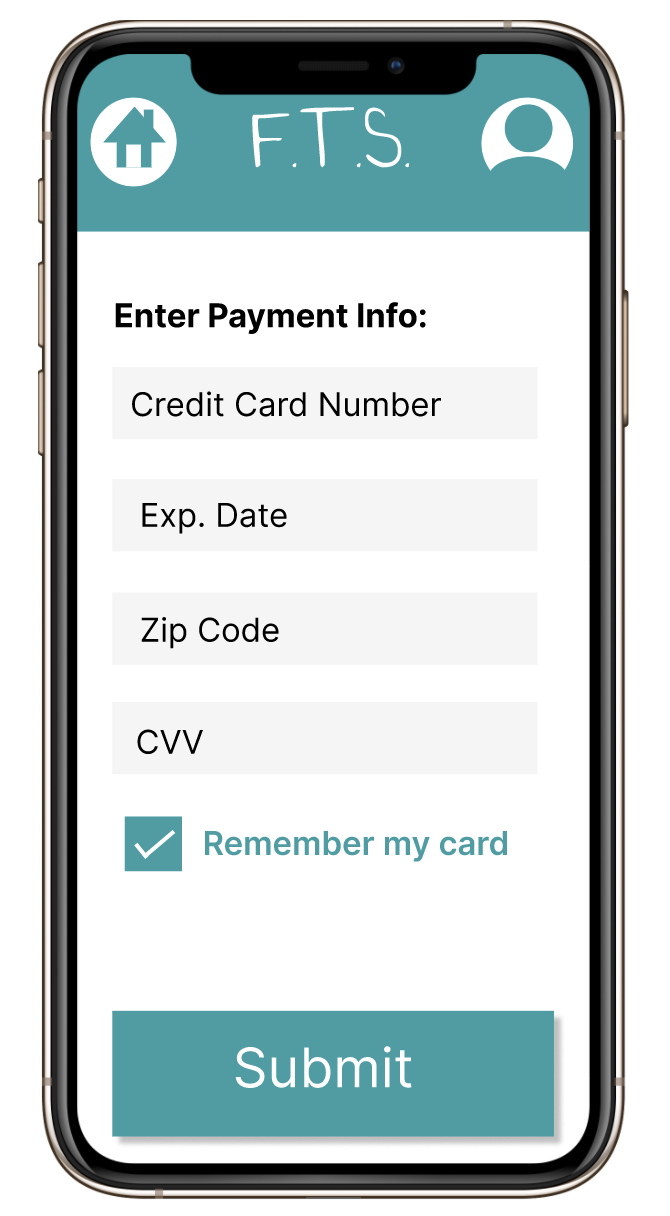 F.T.S.
Enter Payment Info:
Credit Card Number
Exp. Date
Zip Code
CVV
Remember my card
Submit